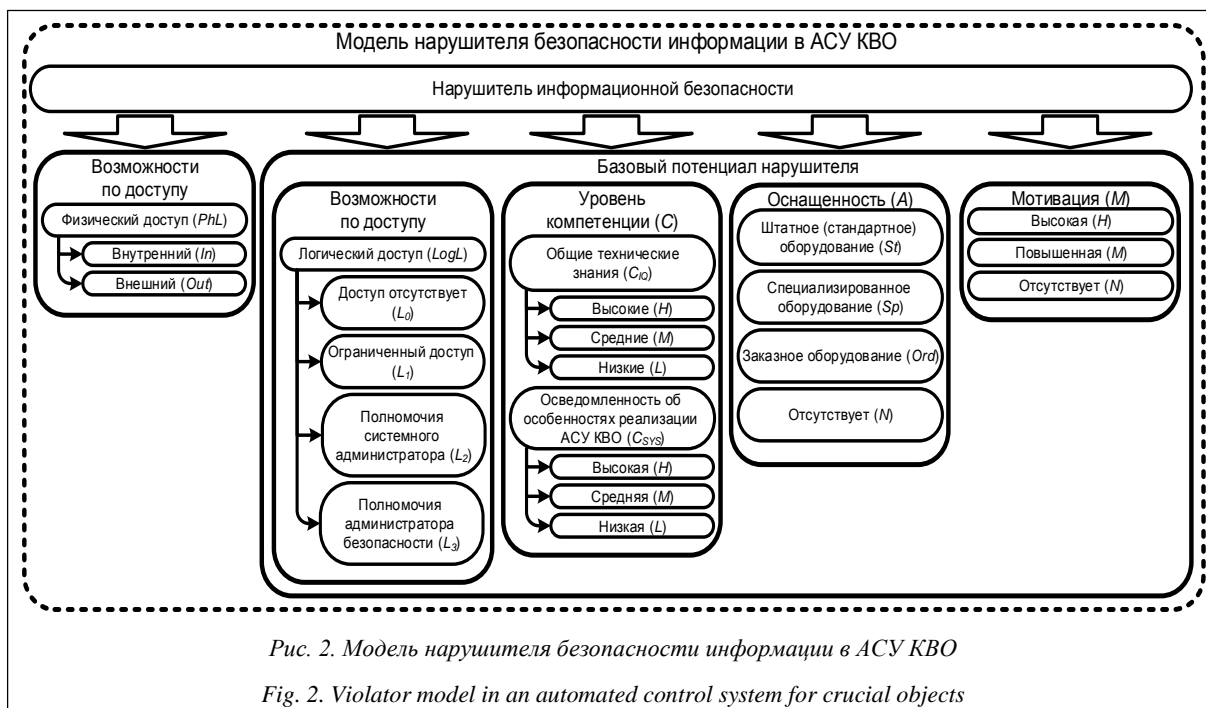 Модель нарушителя безопасности информации в АСУ КВО
Нарушитель информационной безопасности
Возможности
по доступу
Физический доступ (PhL)
Внутренний (In)
Внешний (Out)
Базовый потенциал нарушителя
Возможности
по доступу
Логический доступ (LogL)
Доступ отсутствует
(L0)
Ограниченный доступ
(L1)
Полномочия
системного
администратора (L2)
Полномочия
администратора
безопасности (L3)
Уровень
компетенции (C)
Общие технические
знания (CIQ)
Высокие (H)
Средние (M)
Низкие (L)
Осведомленность об
особенностях реализации
АСУ КВО (CSYS)
Высокая (H)
Средняя (M)
Низкая (L)
Оснащенность (A)
Штатное (стандартное)
оборудование (St)
Специализированное
оборудование (Sp)
Заказное оборудование (Ord)
Отсутствует (N)
Мотивация (M)
Высокая (H)
Повышенная (M)
Отсутствует (N)
Рис. 2. Модель нарушителя безопасности информации в АСУ КВО
Fig. 2. Violator model in an automated control system for crucial objects